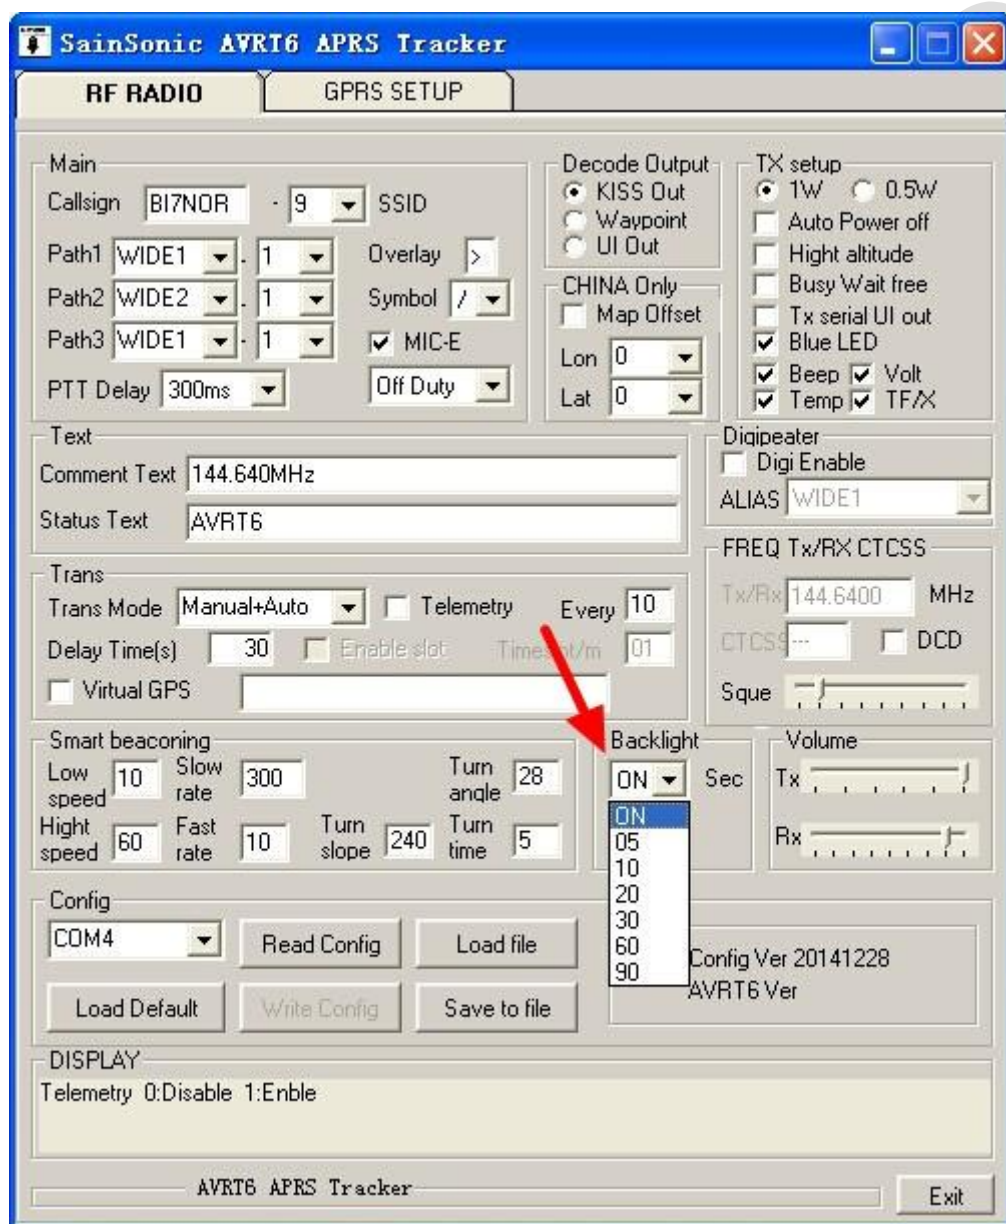 SainSonic AVRT6 APRS Tracker
RF RADIO
GPRS SETUP
Main
Callsign BI7NOR - 9 SSID
Path1 WIDE1 - 1 Overlay >
Path2 WIDE2 - 1 Symbol /
Path3 WIDE1 - 1 MIC-E
PTT Delay 300ms Off Duty
Decode Output
KISS Out
Waypoint
UI Out
CHINA Only
Map Offset
Lon 0
Lat 0
TX setup
1W 0.5W
Auto Power off
Hight altitude
Busy Wait free
Tx serial UI out
Blue LED
Beep Volt
Temp TF/X
Text
Comment Text 144.640MHz
Status Text AVRT6
Digipeater
Digi Enable
ALIAS WIDE1
Trans
Trans Mode Manual+Auto Telemetry Every 10
Delay Time(s) 30 Enable slot 01
Virtual GPS
FREQ Tx/RX CTCSS
Tx/Rx 144.6400 MHz
CTCSS --- DCD
Sque
Smart beaconing
Low speed 10 Slow rate 300 Turn angle 28
Hight speed 60 Fast rate 10 Turn slope 240 Turn time 5
Backlight
ON Sec
ON
05
10
20
30
60
90
Volume
Tx
Rx
Config
COM4 Read Config Load file
Load Default Write Config Save to file
Config Ver 20141228
AVRT6 Ver
DISPLAY
Telemetry 0:Disable 1:Enble
AVRT6 APRS Tracker
Exit